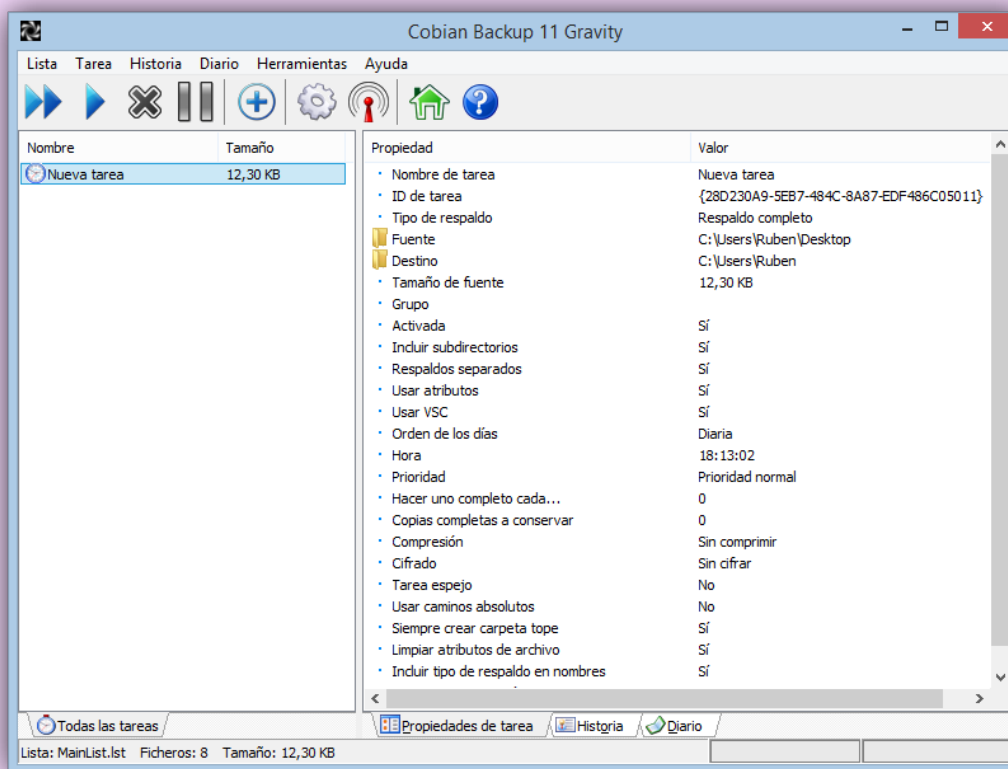 Cobian Backup 11 Gravity
Lista Tarea Historia Diario Herramientas Ayuda
Nombre Tamaño
Nueva tarea 12,30 KB
Propiedad Valor
Nombre de tarea Nueva tarea
ID de tarea {28D230A9-5EB7-484C-8A87-EDF486C05011}
Tipo de respaldo Respaldo completo
Fuente C:\Users\Ruben\Desktop
Destino C:\Users\Ruben
Tamaño de fuente 12,30 KB
Grupo
Activada Sí
Incluir subdirectorios Sí
Respaldos separados Sí
Usar atributos Sí
Usar VSC Sí
Orden de los días Diaria
Hora 18:13:02
Prioridad Prioridad normal
Hacer uno completo cada... 0
Copias completas a conservar 0
Compresión Sin comprimir
Cifrado Sin cifrar
Tarea espejo No
Usar caminos absolutos No
Siempre crear carpeta tope Sí
Limpiar atributos de archivo Sí
Incluir tipo de respaldo en nombres Sí
Todas las tareas
Propiedades de tarea Historia Diario
Lista: MainList.lst Ficheros: 8 Tamaño: 12,30 KB